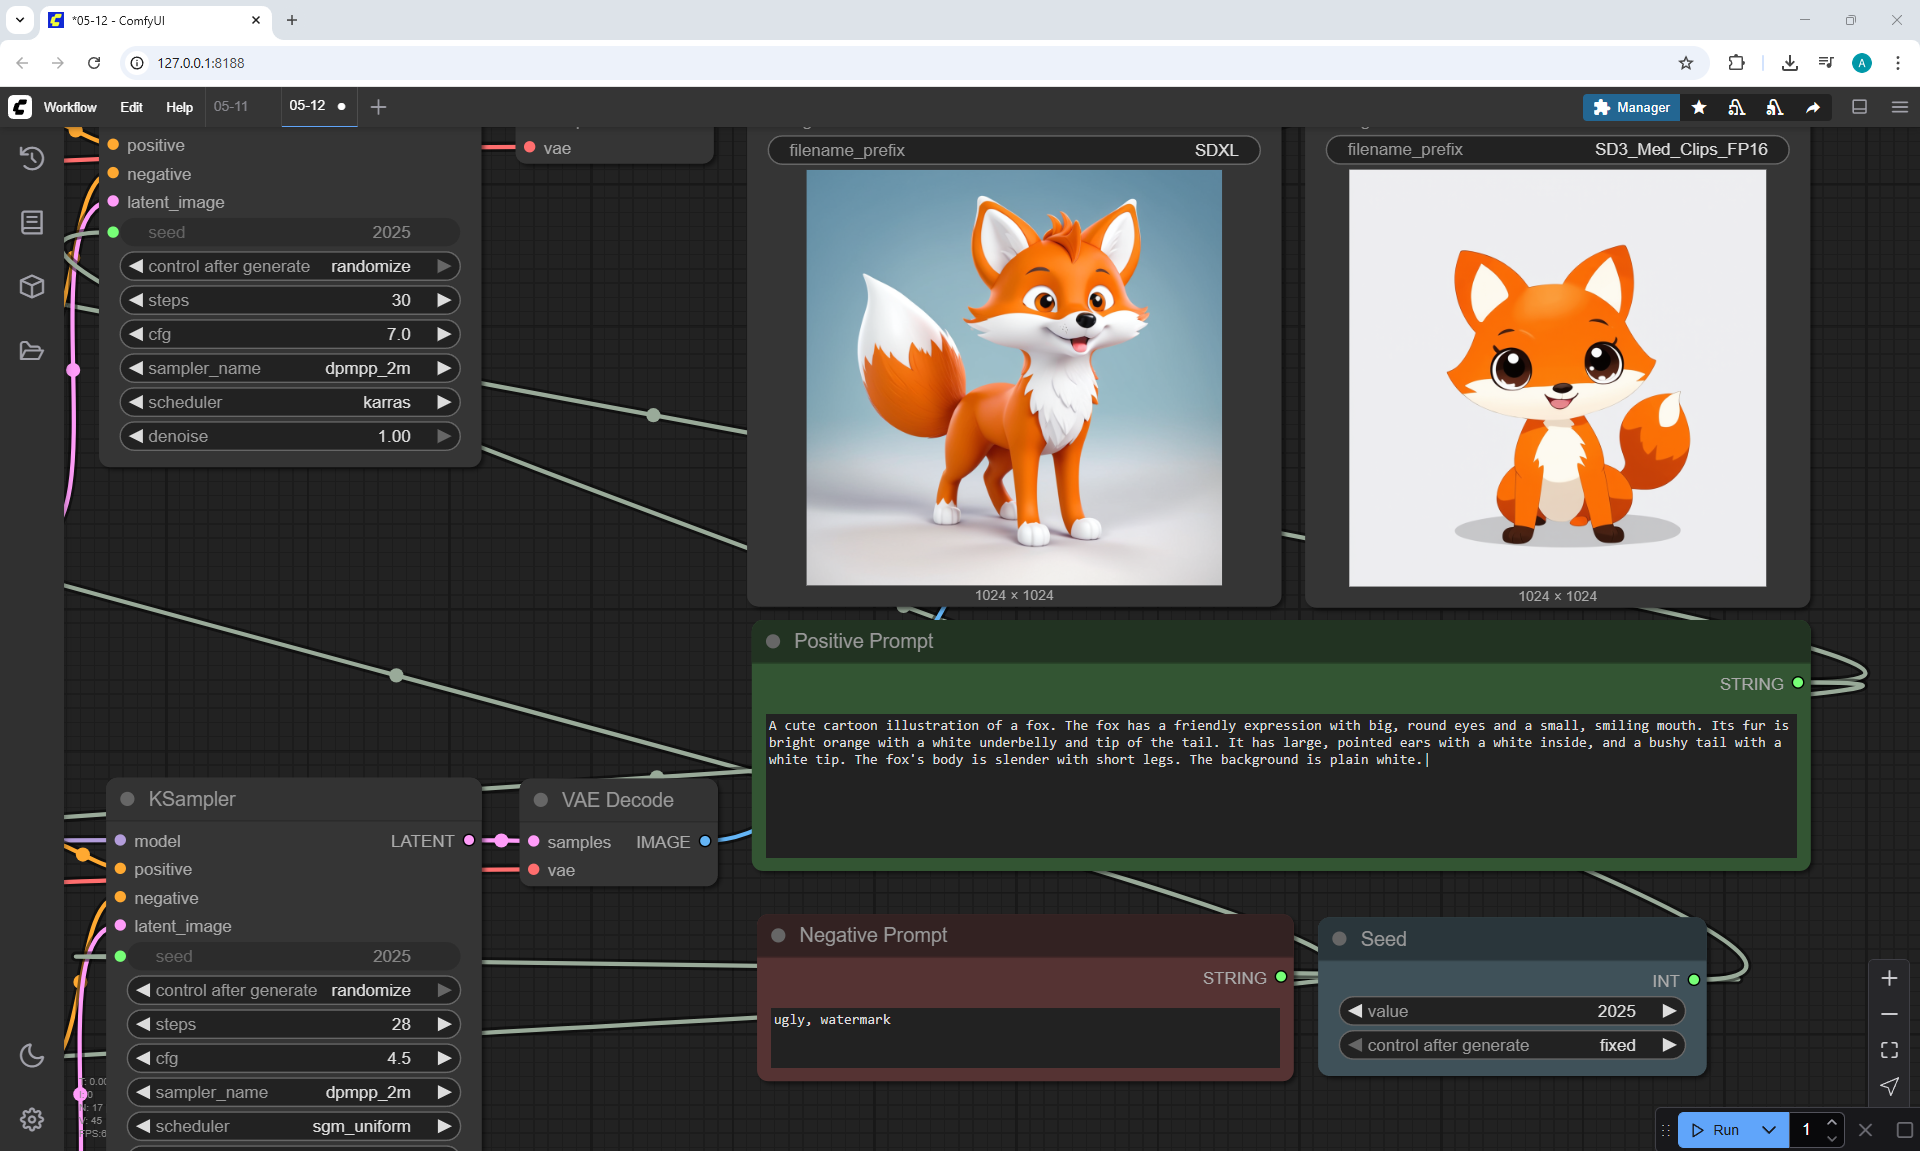 *05-12 - ComfyUI
127.0.0.1:8188
A
Workflow Edit Help 05-11 05-12
Manager
positive
negative
latent_image
seed 2025
control after generate randomize
steps 30
cfg 7.0
sampler_name dpmpp_2m
scheduler karras
denoise 1.00
vae
filename_prefix SDXL
1024 × 1024
filename_prefix SD3_Med_Clips_FP16
1024 × 1024
Positive Prompt
STRING
A cute cartoon illustration of a fox. The fox has a friendly expression with big, round eyes and a small, smiling mouth. Its fur is
bright orange with a white underbelly and tip of the tail. It has large, pointed ears with a white inside, and a bushy tail with a
white tip. The fox's body is slender with short legs. The background is plain white.
KSampler
model LATENT
positive
negative
latent_image
seed 2025
control after generate randomize
steps 28
cfg 4.5
sampler_name dpmpp_2m
scheduler sgm_uniform
VAE Decode
samples IMAGE
vae
Negative Prompt
STRING
ugly, watermark
Seed
INT
value 2025
control after generate fixed
N: 17
V: 45
Run 1